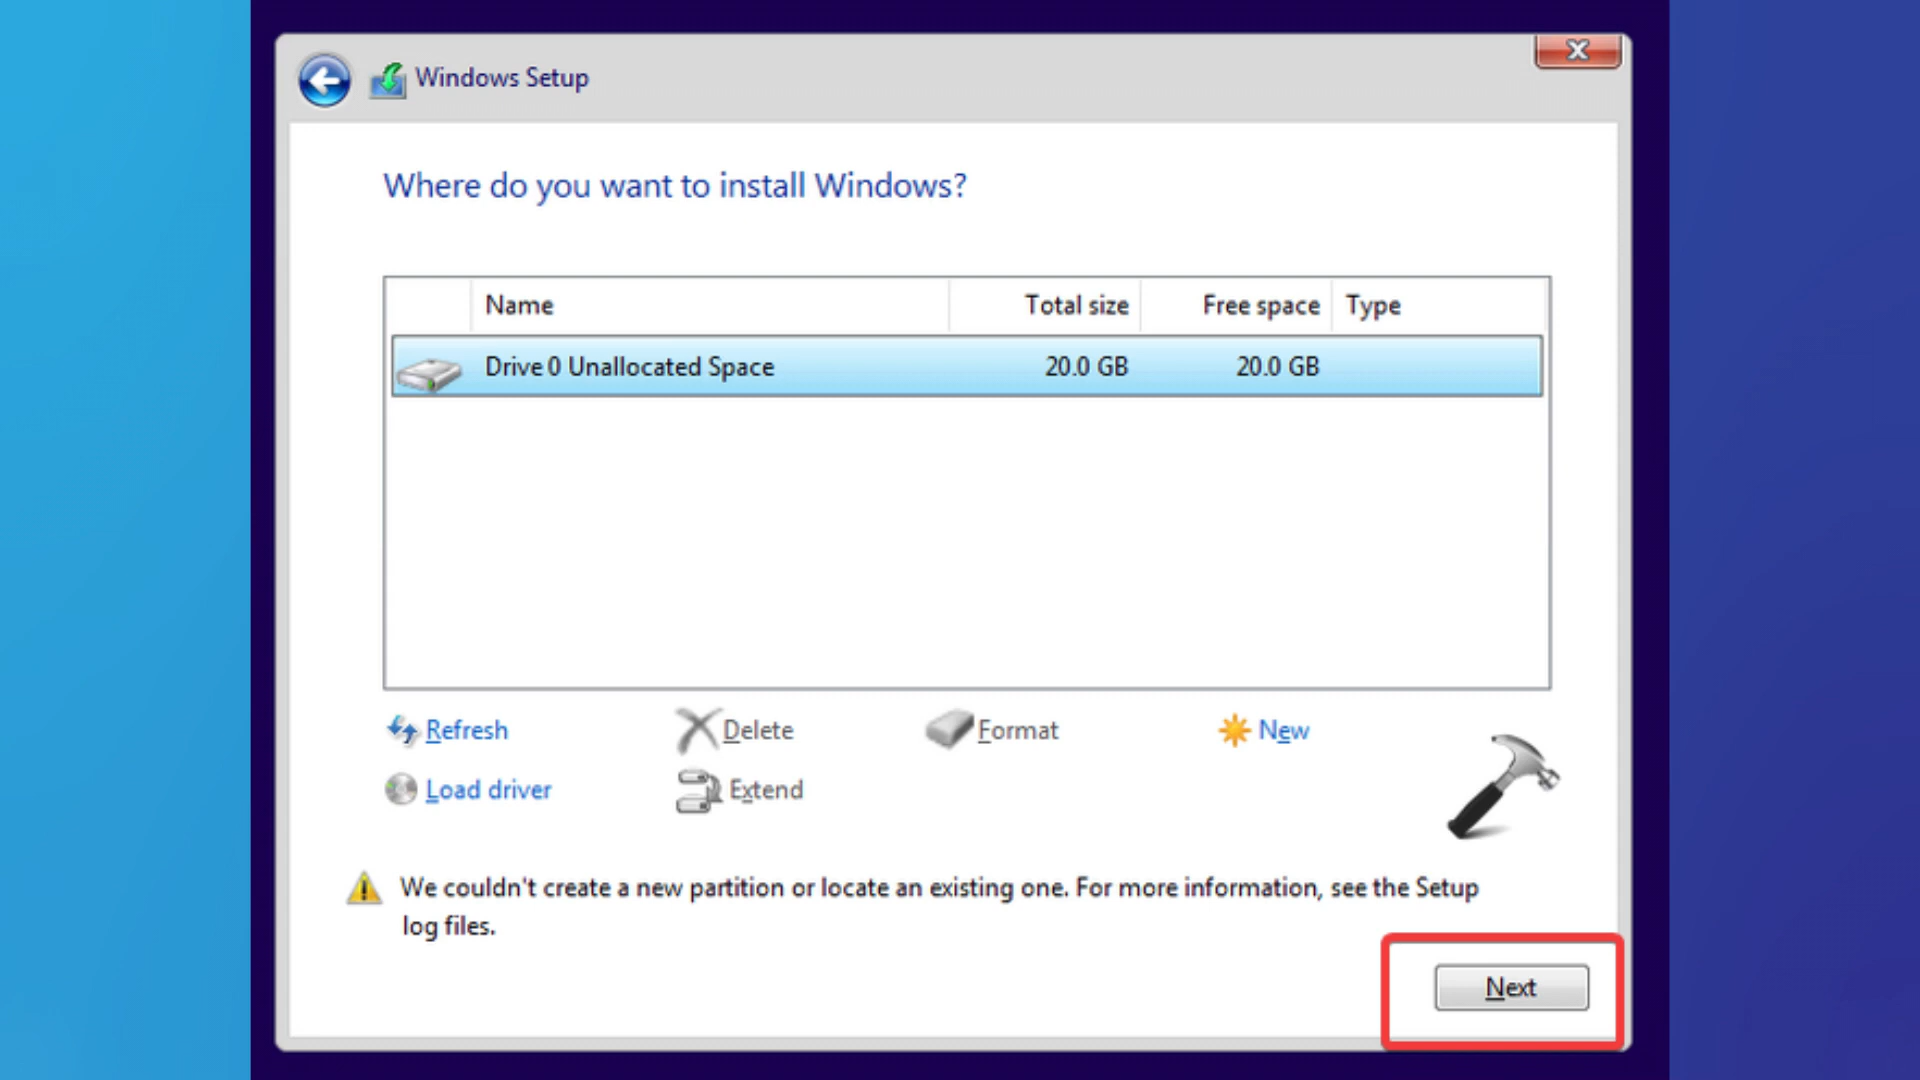 Windows Setup
Where do you want to install Windows?
Name Total size Free space Type
Drive 0 Unallocated Space 20.0 GB 20.0 GB
Refresh Delete Format New
Load driver Extend
We couldn't create a new partition or locate an existing one. For more information, see the Setup
log files.
Next